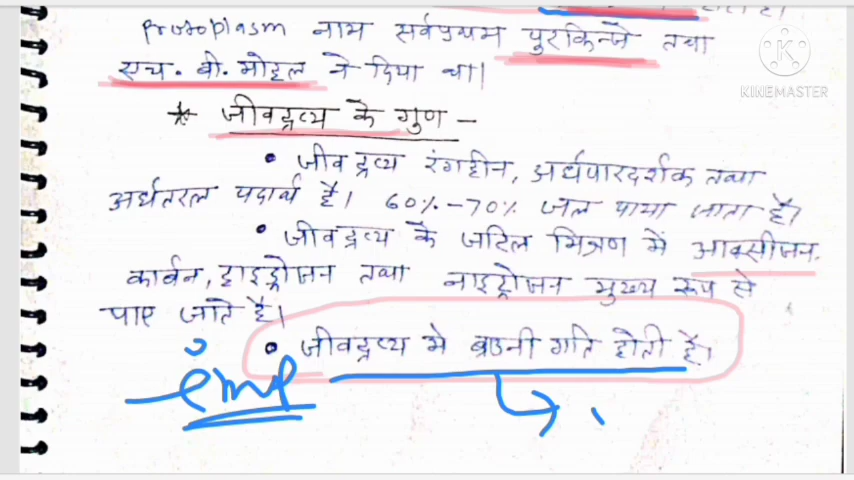 Protoplasm नाम सर्वप्रथम पुरकिन्जे तथा
एच. वी. मोहल ने दिया था।
* जीवद्रव्य के गुण -
• जीवद्रव्य रंगहीन, अर्धपारदर्शक तथा
अर्धतरल पदार्थ है। 60%-70% जल पाया जाता है।
• जीवद्रव्य के जटिल मिश्रण में आक्सीजन,
कार्बन, हाइड्रोजन तथा नाइट्रोजन मुख्य रूप से
पाए जाते है।
• जीवद्रव्य मे ब्राउनी गति होती है।
imp
KINEMASTER